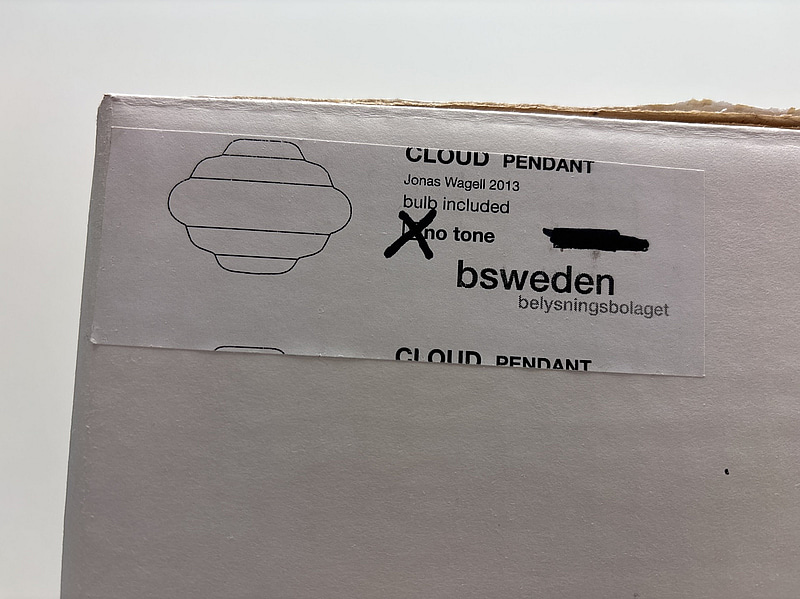 CLOUD PENDANT
Jonas Wagell 2013
bulb included
no tone
bsweden
belysningsbolaget
CLOUD PENDANT